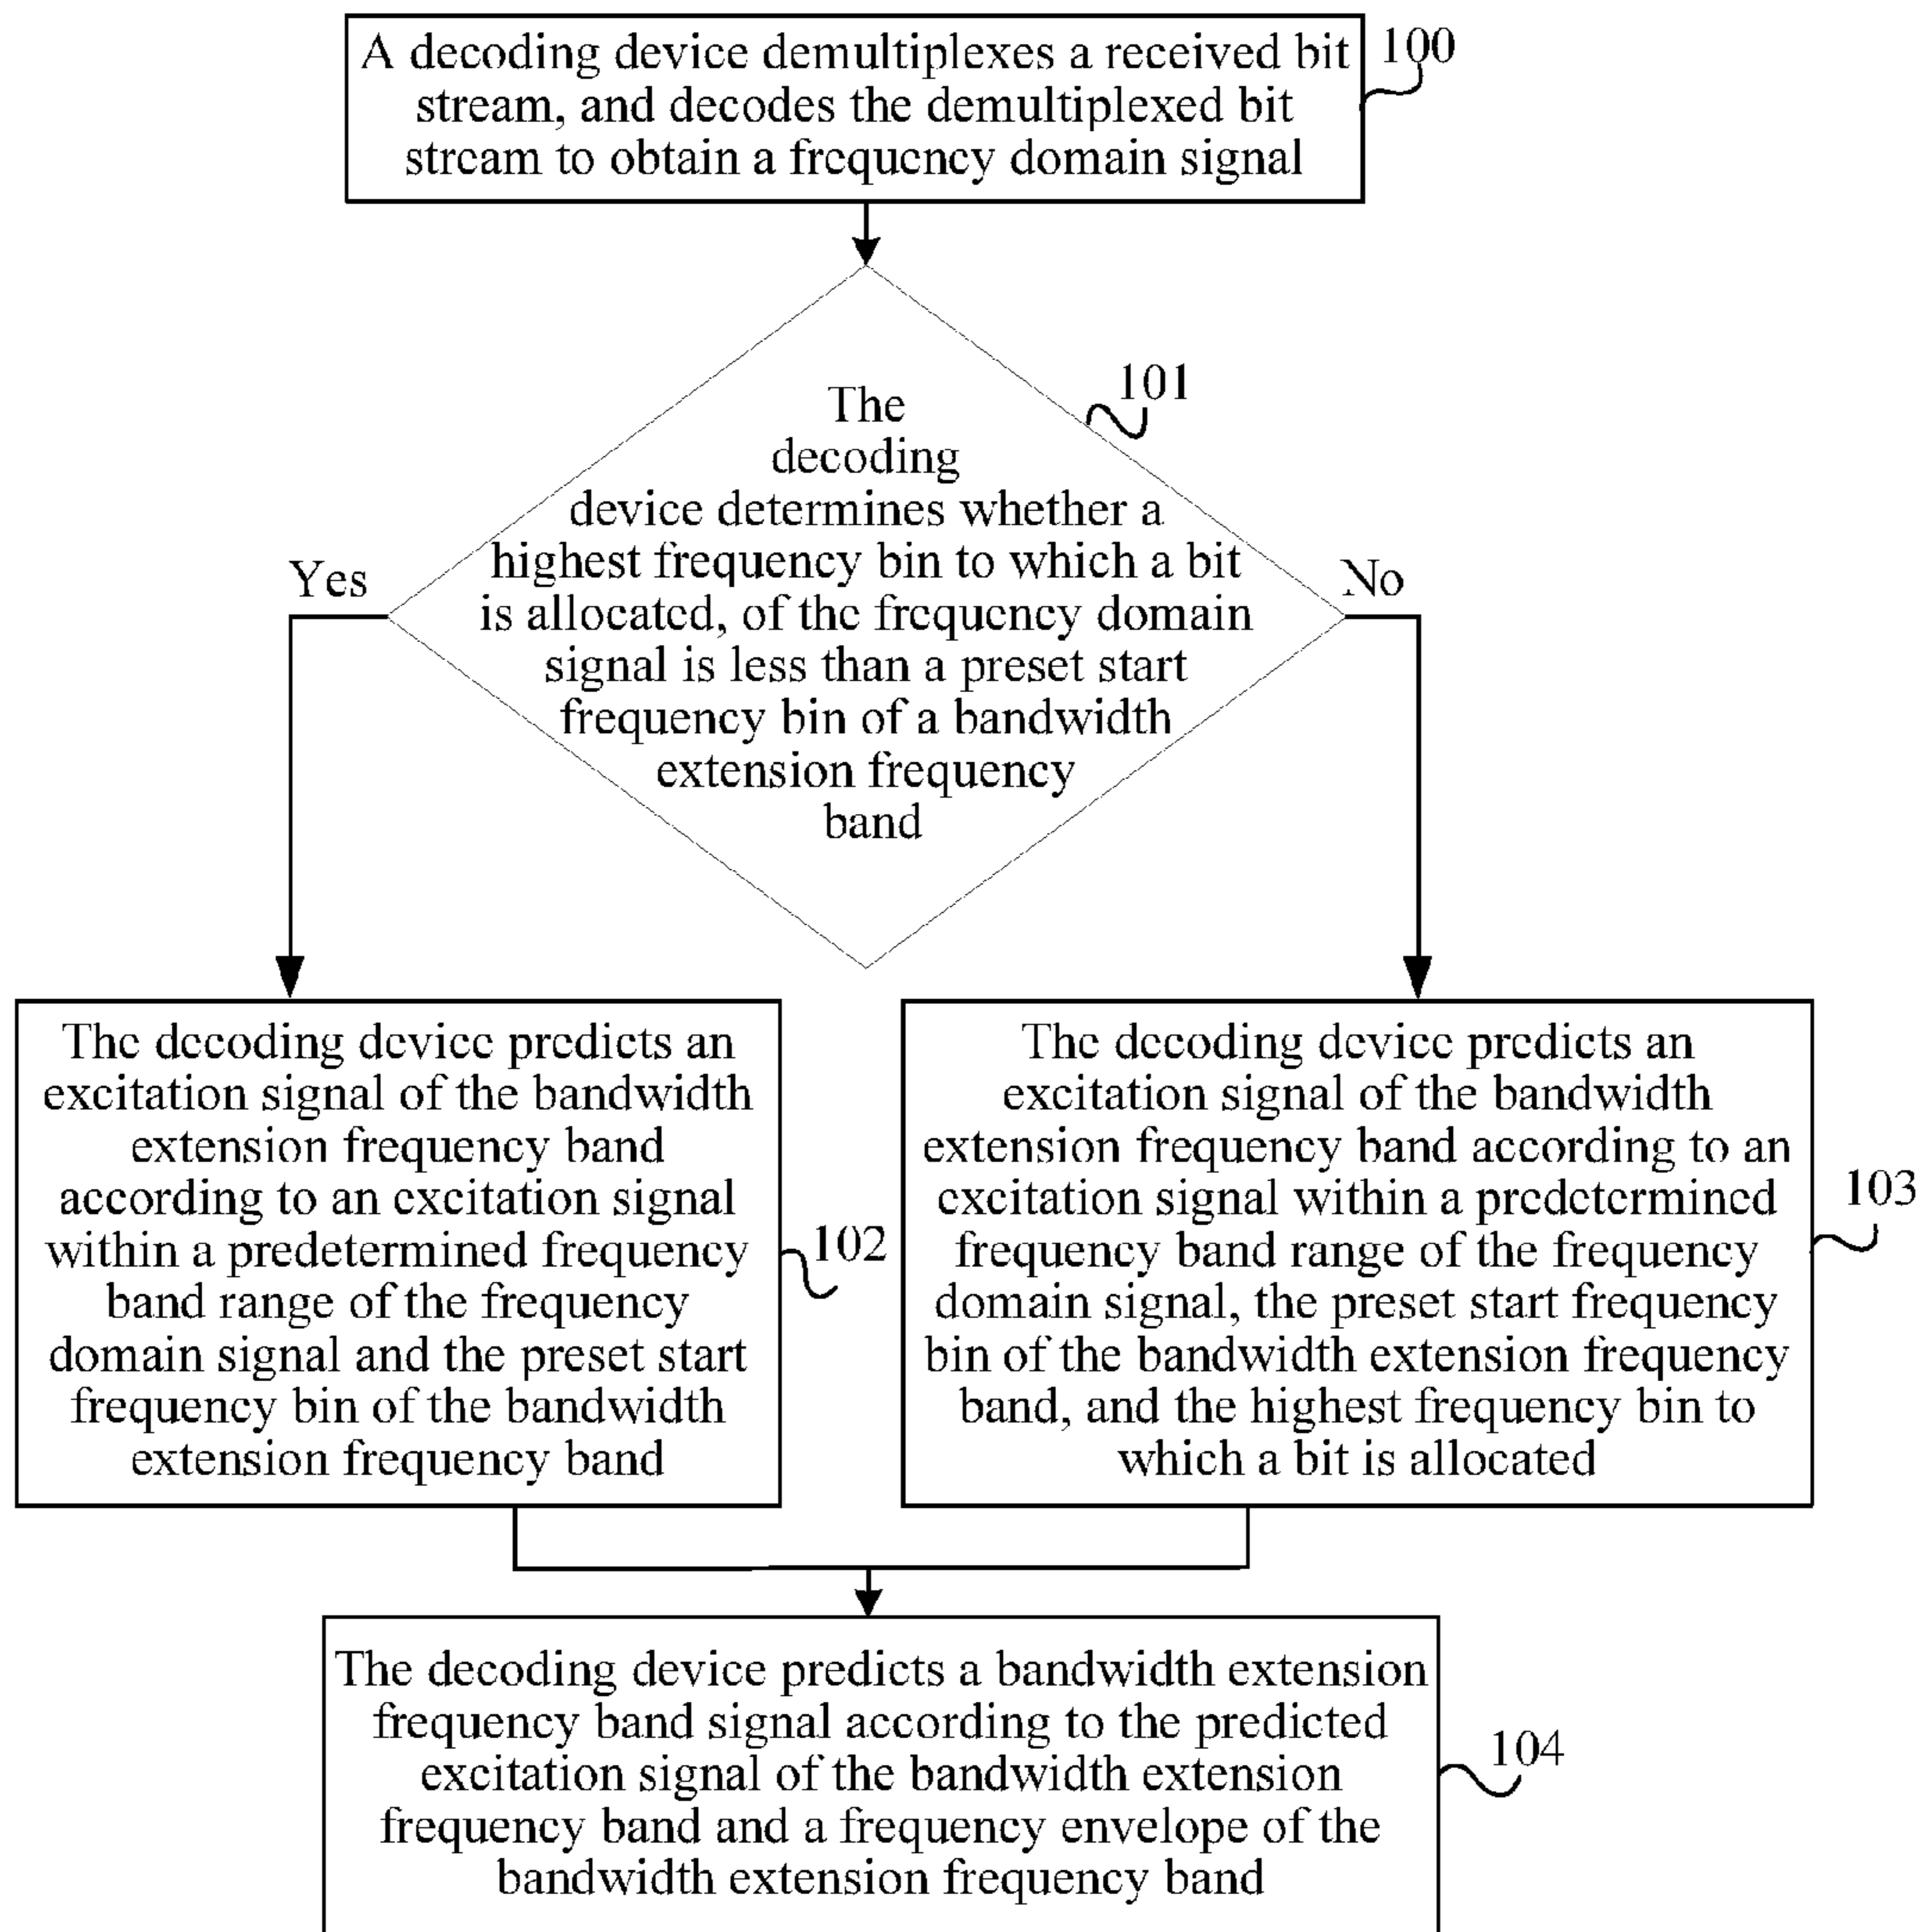 A decoding device demultiplexes a received bit
stream, and decodes the demultiplexed bit
stream to obtain a frequency domain signal
100
101
The
decoding
device determines whether a
highest frequency bin to which a bit
is allocated, of the frequency domain
signal is less than a preset start
frequency bin of a bandwidth
extension frequency
band
Yes
No
The decoding device predicts an
excitation signal of the bandwidth
extension frequency band
according to an excitation signal
within a predetermined frequency
band range of the frequency
domain signal and the preset start
frequency bin of the bandwidth
extension frequency band
102
The decoding device predicts an
excitation signal of the bandwidth
extension frequency band according to an
excitation signal within a predetermined
frequency band range of the frequency
domain signal, the preset start frequency
bin of the bandwidth extension frequency
band, and the highest frequency bin to
which a bit is allocated
103
The decoding device predicts a bandwidth extension
frequency band signal according to the predicted
excitation signal of the bandwidth extension
frequency band and a frequency envelope of the
bandwidth extension frequency band
104